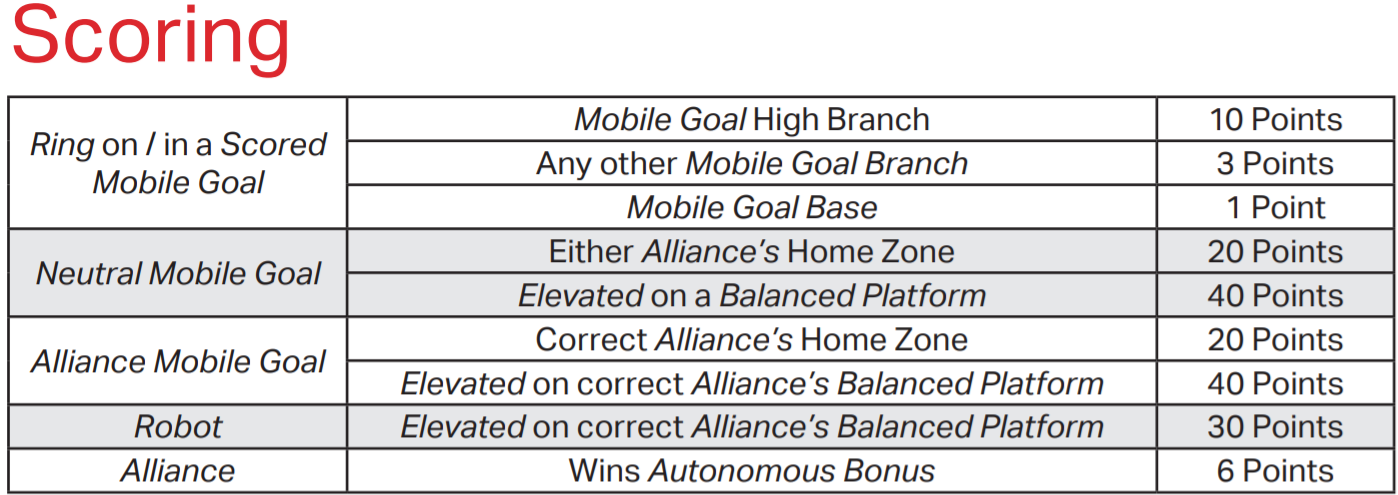 Scoring
Ring on / in a Scored
Mobile Goal
Mobile Goal High Branch
10 Points
Any other Mobile Goal Branch
3 Points
Mobile Goal Base
1 Point
Neutral Mobile Goal
Either Alliance's Home Zone
20 Points
Elevated on a Balanced Platform
40 Points
Alliance Mobile Goal
Correct Alliance's Home Zone
20 Points
Elevated on correct Alliance's Balanced Platform
40 Points
Robot
Elevated on correct Alliance's Balanced Platform
30 Points
Alliance
Wins Autonomous Bonus
6 Points